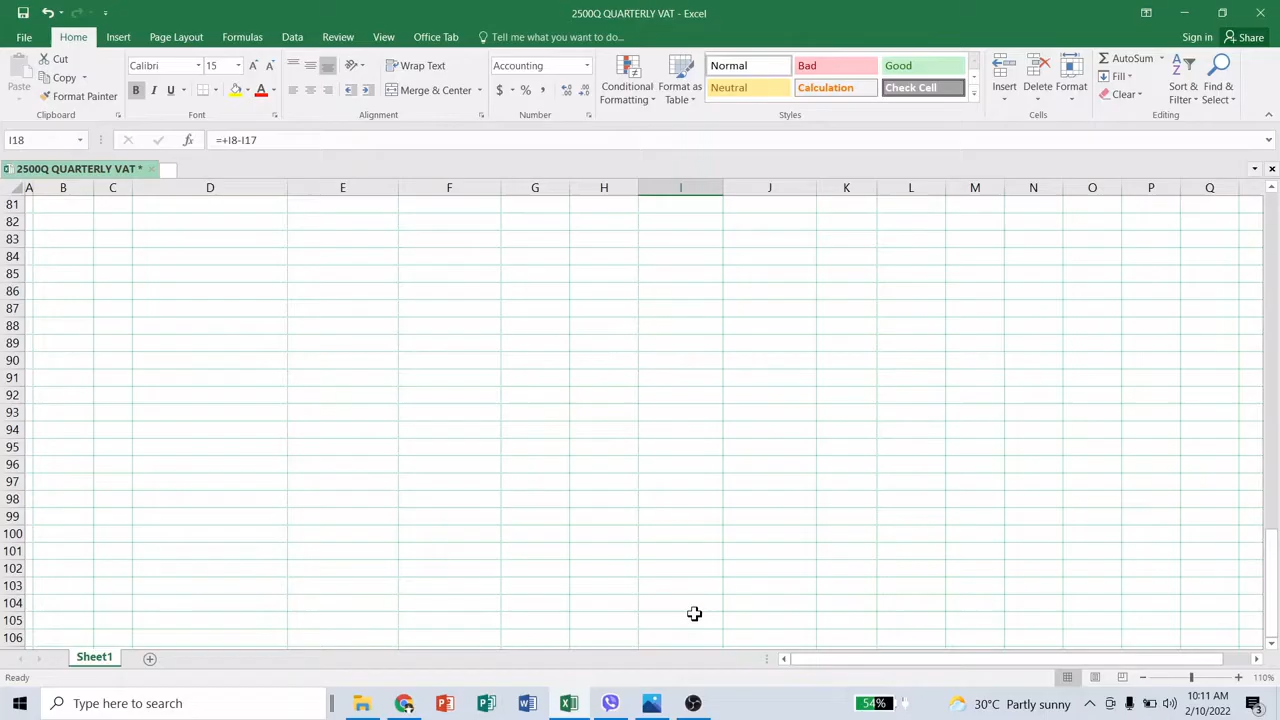 2500Q QUARTERLY VAT - Excel
File Home Insert Page Layout Formulas Data Review View Office Tab Tell me what you want to do... Sign in Share
Paste
Cut
Copy
Format Painter
Clipboard
Calibri 15
B I U
Font
Wrap Text
Merge & Center
Alignment
Accounting
$ % ,
Number
Conditional Formatting
Format as Table
Normal Bad Good
Neutral Calculation Check Cell
Styles
Insert Delete Format
Cells
AutoSum
Fill
Clear
Sort & Filter
Find & Select
Editing
I18 fx =+I8-I17
2500Q QUARTERLY VAT *
A B C D E F G H I J K L M N O P Q
81
82
83
84
85
86
87
88
89
90
91
92
93
94
95
96
97
98
99
100
101
102
103
104
105
106
Sheet1
Ready 110%
Type here to search 54% 30°C Partly sunny 10:11 AM
2/10/2022
3